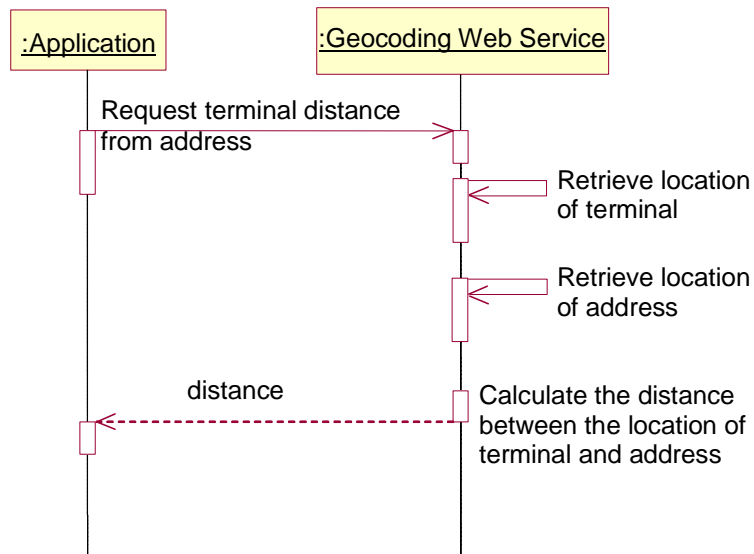 :Application
:Geocoding Web Service
Request terminal distance
from address
Retrieve location
of terminal
Retrieve location
of address
distance
Calculate the distance
between the location of
terminal and address